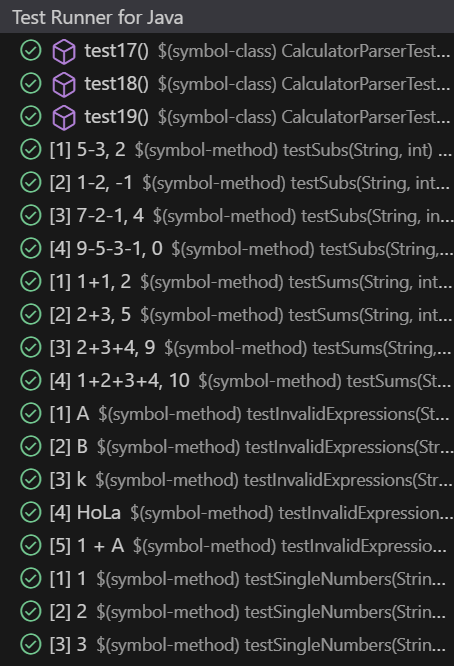 Test Runner for Java
test17() $(symbol-class) CalculatorParserTest...
test18() $(symbol-class) CalculatorParserTest...
test19() $(symbol-class) CalculatorParserTest...
[1] 5-3, 2 $(symbol-method) testSubs(String, int) ...
[2] 1-2, -1 $(symbol-method) testSubs(String, int...
[3] 7-2-1, 4 $(symbol-method) testSubs(String, in...
[4] 9-5-3-1, 0 $(symbol-method) testSubs(String,...
[1] 1+1, 2 $(symbol-method) testSums(String, int...
[2] 2+3, 5 $(symbol-method) testSums(String, int...
[3] 2+3+4, 9 $(symbol-method) testSums(String,...
[4] 1+2+3+4, 10 $(symbol-method) testSums(St...
[1] A $(symbol-method) testInvalidExpressions(St...
[2] B $(symbol-method) testInvalidExpressions(Str...
[3] k $(symbol-method) testInvalidExpressions(St...
[4] HoLa $(symbol-method) testInvalidExpression...
[5] 1 + A $(symbol-method) testInvalidExpressio...
[1] 1 $(symbol-method) testSingleNumbers(Strin...
[2] 2 $(symbol-method) testSingleNumbers(Strin...
[3] 3 $(symbol-method) testSingleNumbers(Strin...